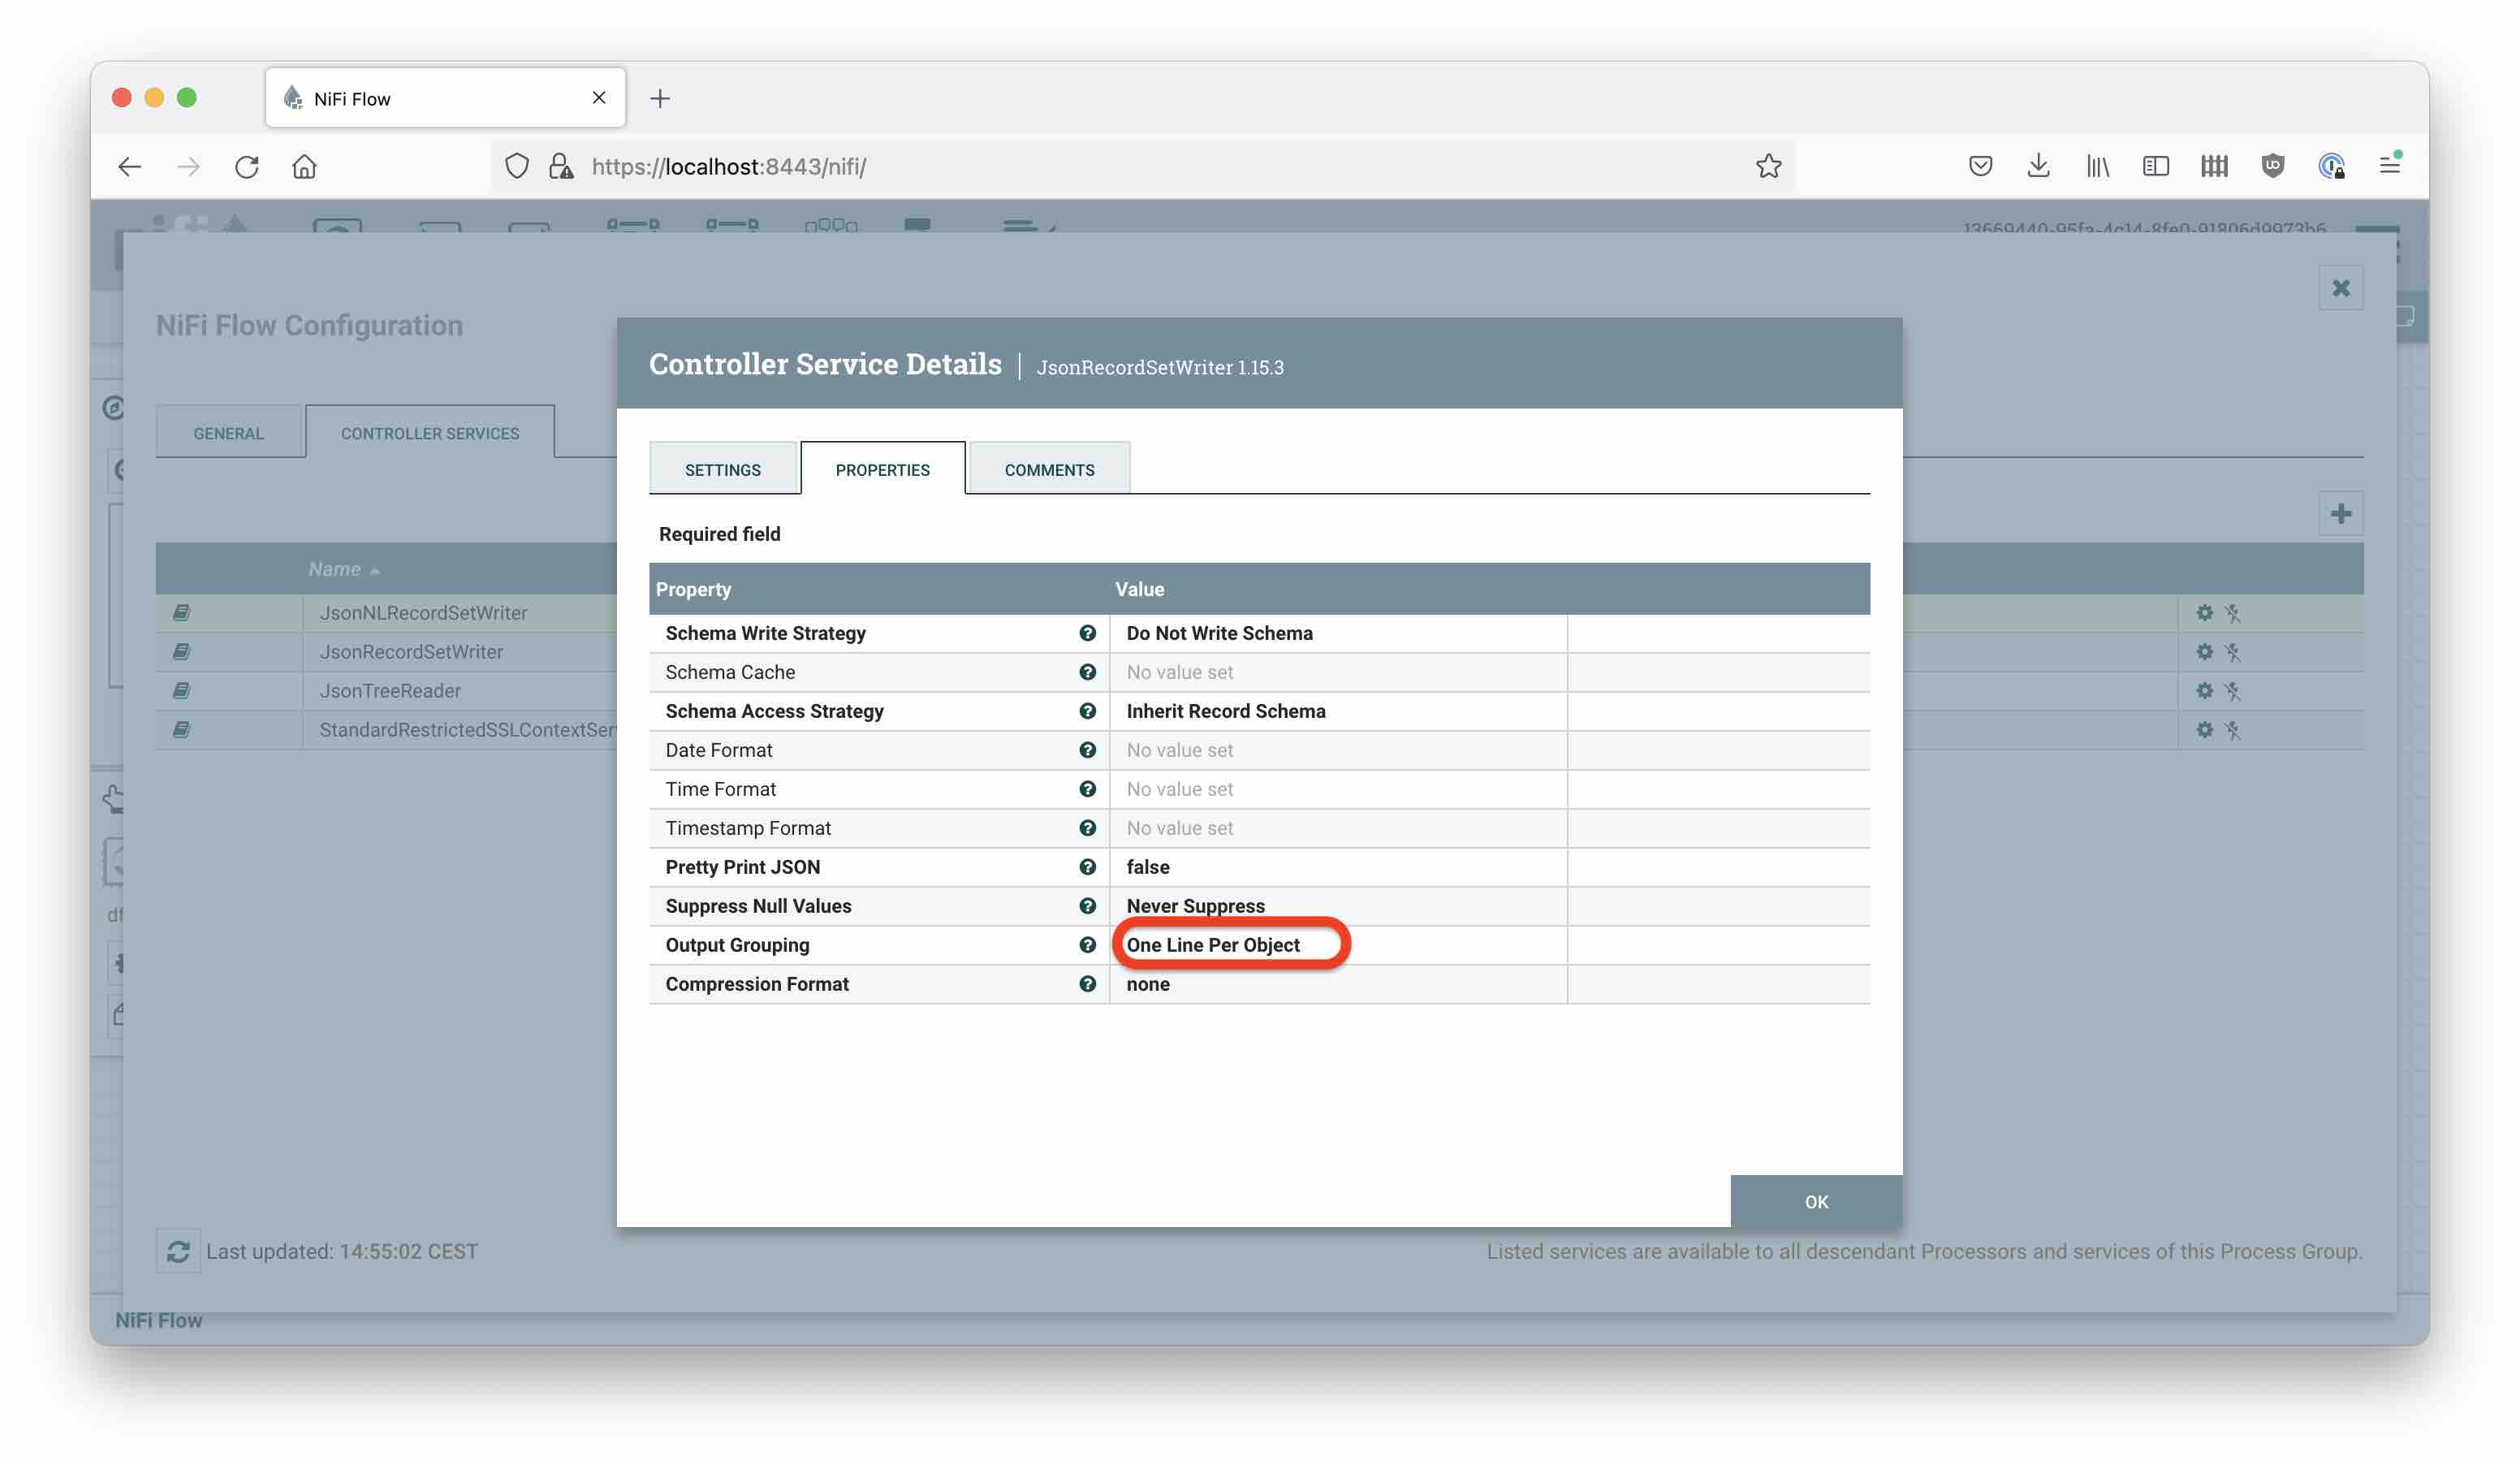 NiFi Flow
https://localhost:8443/nifi/
13669440-95fa-4c14-8fe0-91806d9973b6
NiFi Flow Configuration
GENERAL
CONTROLLER SERVICES
Name
JsonNLRecordSetWriter
JsonRecordSetWriter
JsonTreeReader
StandardRestrictedSSLContextSer
Controller Service Details | JsonRecordSetWriter 1.15.3
SETTINGS
PROPERTIES
COMMENTS
Required field
Property Value
Schema Write Strategy Do Not Write Schema
Schema Cache No value set
Schema Access Strategy Inherit Record Schema
Date Format No value set
Time Format No value set
Timestamp Format No value set
Pretty Print JSON false
Suppress Null Values Never Suppress
Output Grouping One Line Per Object
Compression Format none
OK
Last updated: 14:55:02 CEST
Listed services are available to all descendant Processors and services of this Process Group.
NiFi Flow